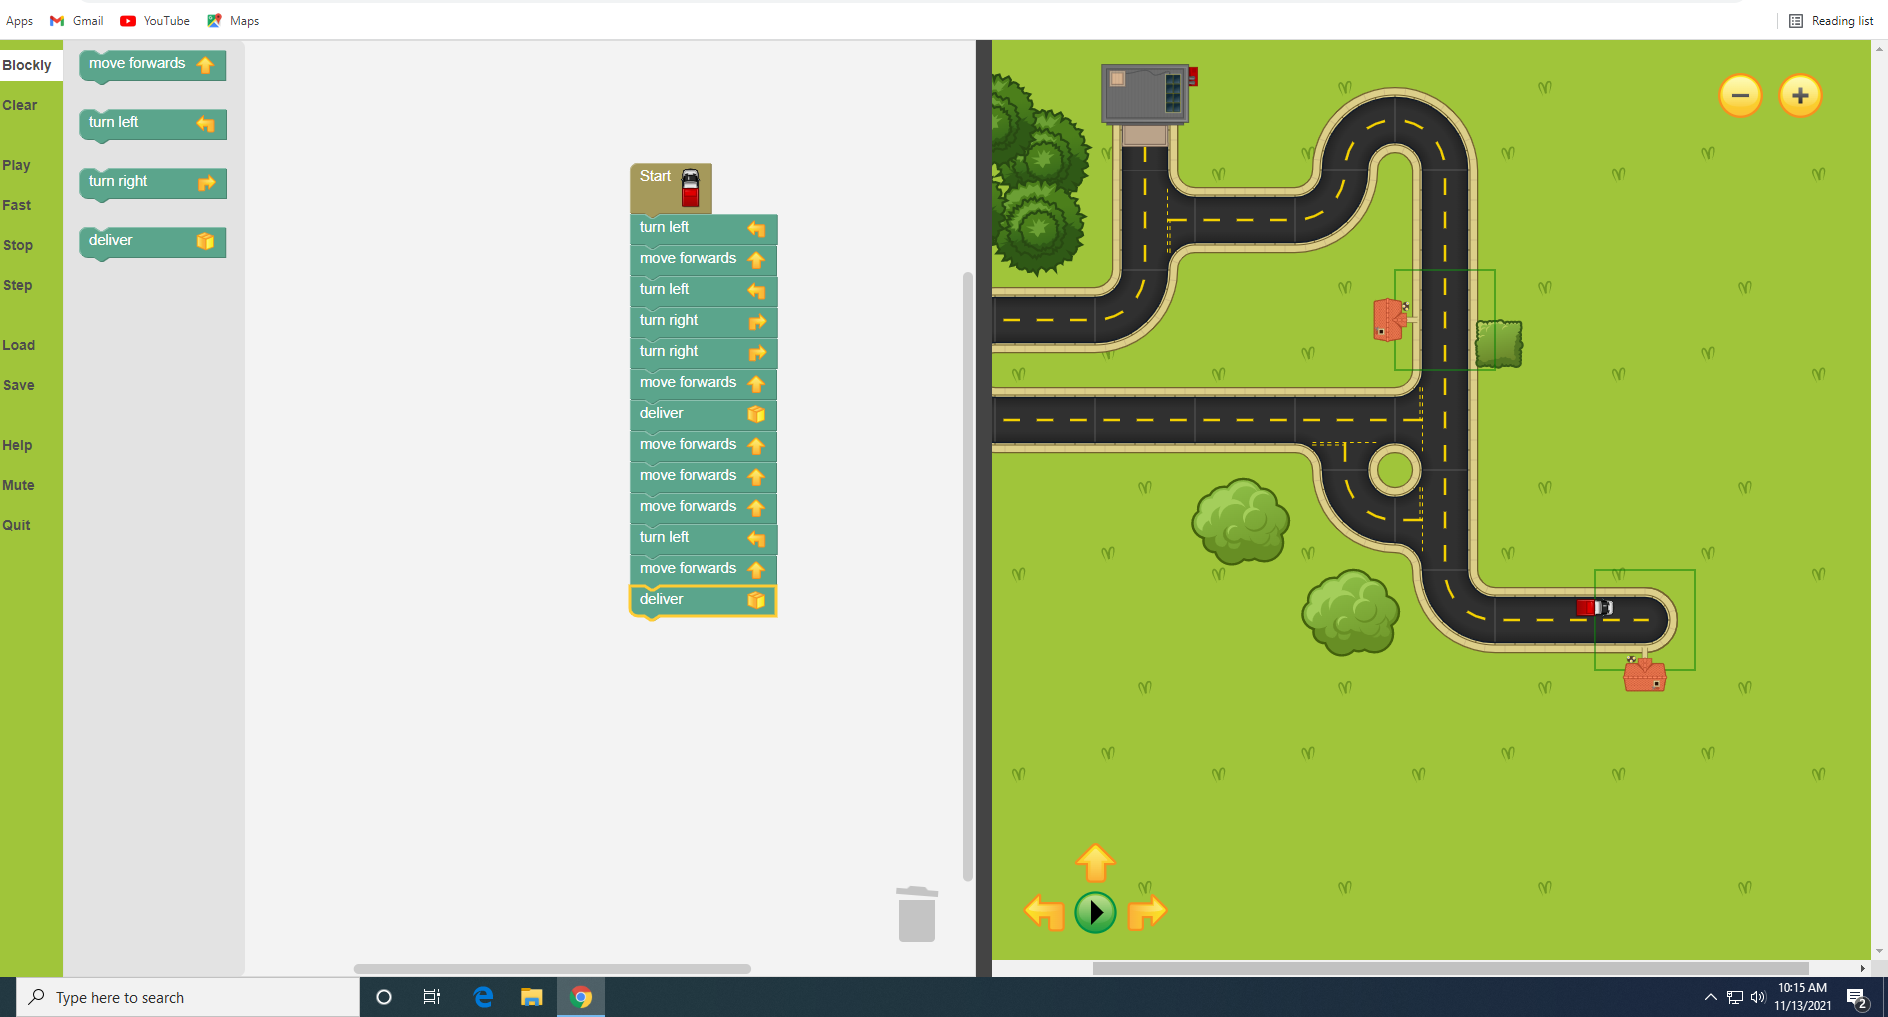 Apps Gmail YouTube Maps Reading list
Blockly
Clear
Play
Fast
Stop
Step
Load
Save
Help
Mute
Quit
move forwards
turn left
turn right
deliver
Start
turn left
move forwards
turn left
turn right
turn right
move forwards
deliver
move forwards
move forwards
move forwards
turn left
move forwards
deliver
Type here to search
10:15 AM
11/13/2021
2